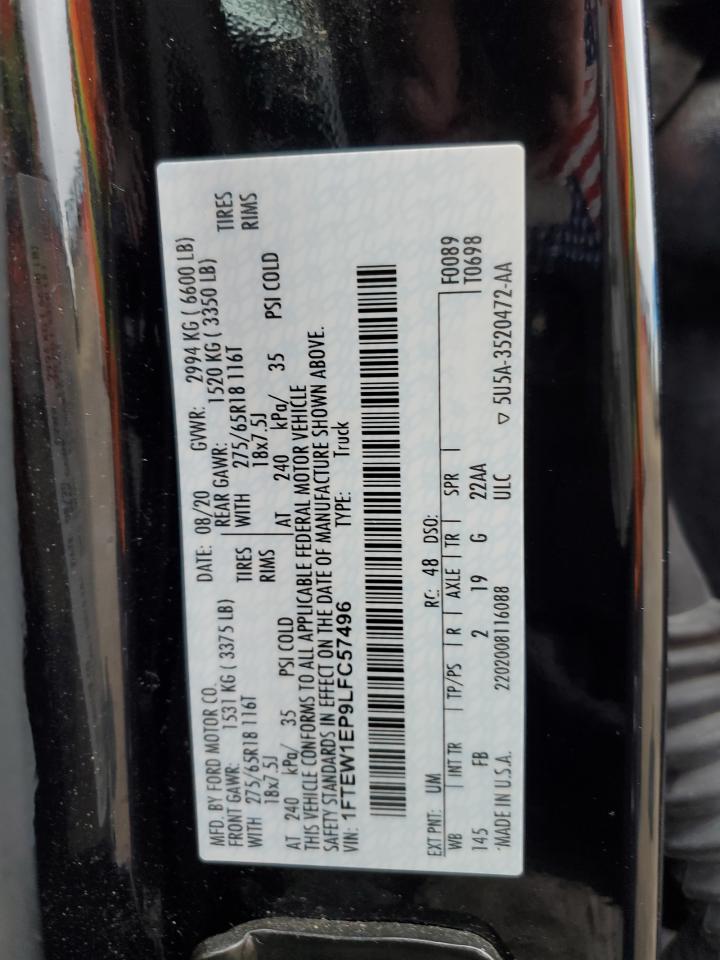 MFD. BY FORD MOTOR CO. DATE: 08/20 GVWR: 2994 KG ( 6600 LB)
FRONT GAWR: 1531 KG ( 3375 LB) REAR GAWR: 1520 KG ( 3350 LB)
WITH 275/65R18 116T TIRES WITH 275/65R18 116T TIRES
18x7.5J RIMS 18x7.5J RIMS
AT 240 kPa/ 35 PSI COLD AT 240 kPa/ 35 PSI COLD
THIS VEHICLE CONFORMS TO ALL APPLICABLE FEDERAL MOTOR VEHICLE
SAFETY STANDARDS IN EFFECT ON THE DATE OF MANUFACTURE SHOWN ABOVE.
VIN: 1FTEW1EP9LFC57496 TYPE: Truck
EXT PNT: UM RC: 48 DSO: F0089
WB INT TR TP/PS R AXLE TR SPR T0698
145 FB 2 19 G 22AA
*MADE IN U.S.A. 2202008116088 ULC ▽ 5U5A-3520472-AA